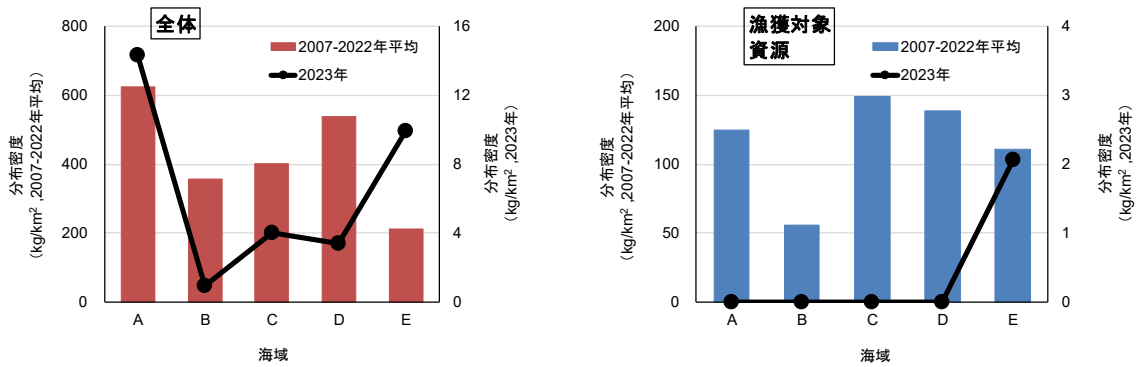 全体
2007-2022年平均
2023年
800
600
400
200
0
16
12
8
4
0
分布密度
(kg/km²,2007-2022年平均)
分布密度
(kg/km²,2023年)
A B C D E
海域
漁獲対象
資源
2007-2022年平均
2023年
200
150
100
50
0
4
3
2
1
0
分布密度
(kg/km²,2007-2022年平均)
分布密度
(kg/km²,2023年)
A B C D E
海域